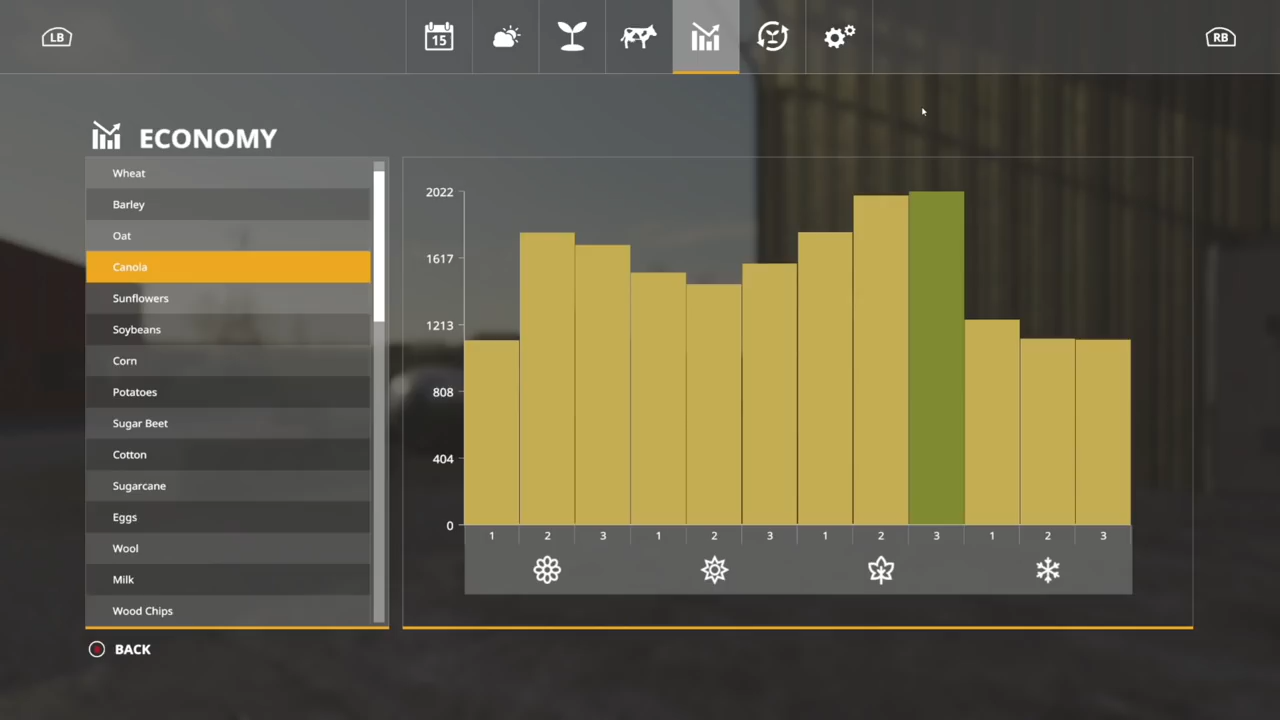 LB
15
RB
ECONOMY
Wheat
Barley
Oat
Canola
Sunflowers
Soybeans
Corn
Potatoes
Sugar Beet
Cotton
Sugarcane
Eggs
Wool
Milk
Wood Chips
2022
1617
1213
808
404
0
1 2 3 1 2 3 1 2 3 1 2 3
BACK